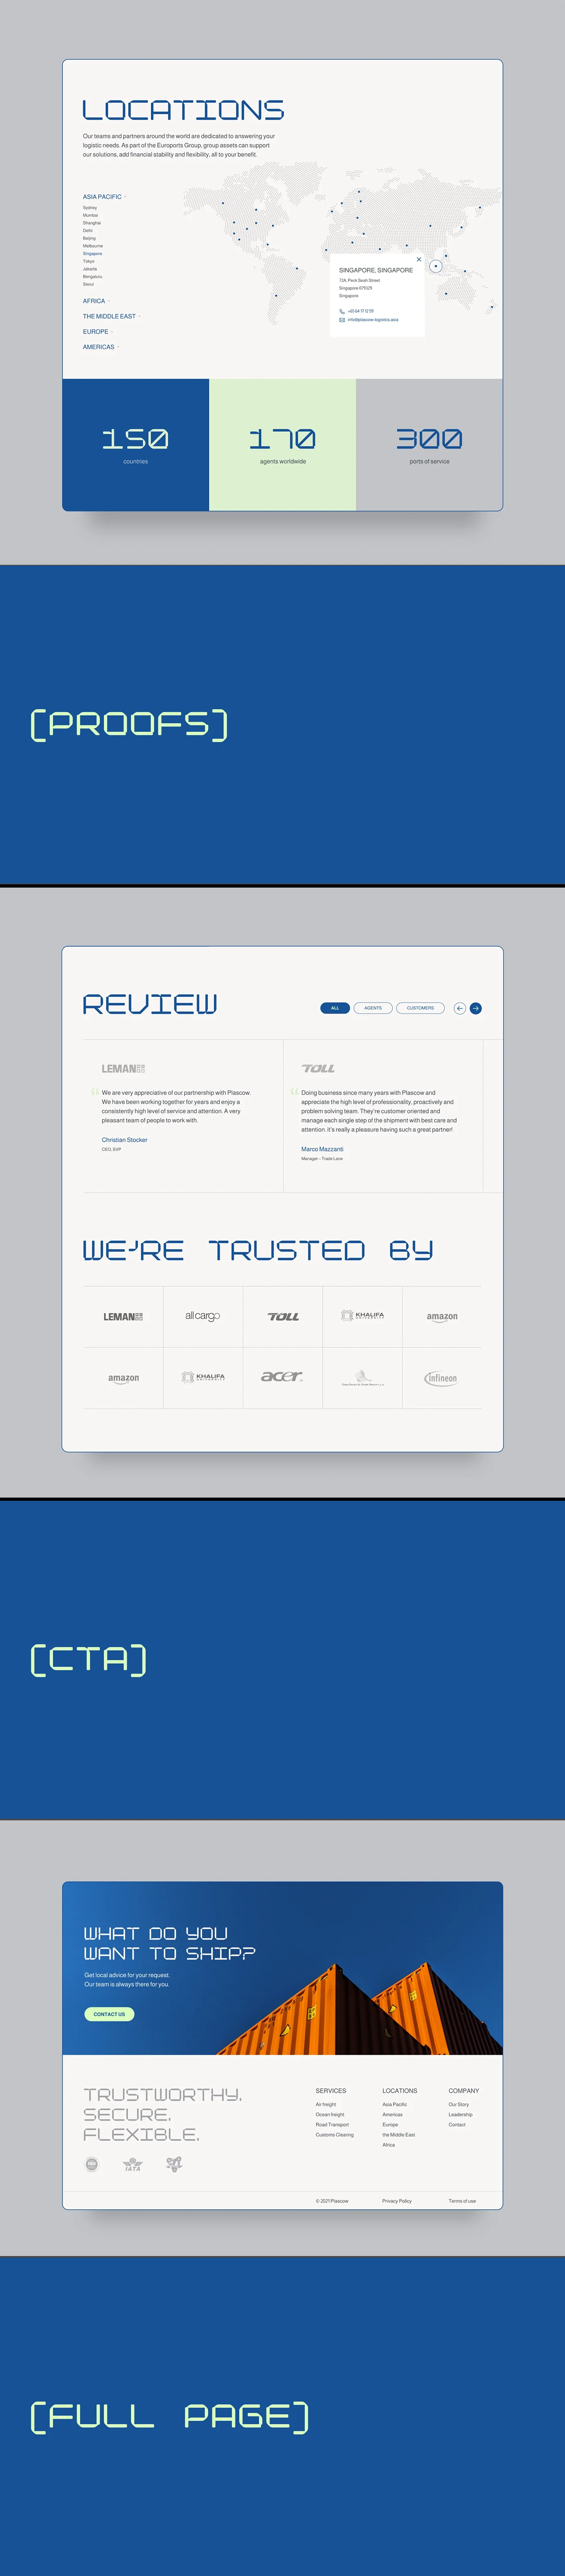 LOCATIONS
Our teams and partners around the world are dedicated to answering your
logistic needs. As part of the Euroports Group, group assets can support
our solutions, add financial stability and flexibility, all to your benefit.
ASIA PACIFIC
Sydney
Mumbai
Shanghai
Delhi
Beijing
Melbourne
Singapore
Tokyo
Jakarta
Bengaluru
Seoul
AFRICA
THE MIDDLE EAST
EUROPE
AMERICAS
SINGAPORE, SINGAPORE
72A, Peck Seah Street
Singapore 079329
Singapore
+65 64 17 12 59
info@plascow-logistics.asia
150
countries
170
agents worldwide
300
ports of service
(PROOFS)
REVIEW
ALL
AGENTS
CUSTOMERS
LEMAN
“ We are very appreciative of our partnership with Plascow.
We have been working together for years and enjoy a
consistently high level of service and attention. A very
pleasant team of people to work with.
Christian Stocker
CEO, SVP
TOLL
“ Doing business since many years with Plascow and
appreciate the high level of professionality, proactively and
problem solving team. They're customer oriented and
manage each single step of the shipment with best care and
attention. it's really a pleasure having such a great partner!
Marco Mazzanti
Manager – Trade Lane
WE'RE TRUSTED BY
LEMAN
allcargo
TOLL
KHALIFA
UNIVERSITY
amazon
amazon
KHALIFA
UNIVERSITY
acer
infineon
(CTA)
WHAT DO YOU
WANT TO SHIP?
Get local advice for your request.
Our team is always there for you.
CONTACT US
TRUSTWORTHY.
SECURE.
FLEXIBLE.
IATA
SERVICES
Air freight
Ocean freight
Road Transport
Customs Clearing
LOCATIONS
Asia Pacific
Americas
Europe
the Middle East
Africa
COMPANY
Our Story
Leadership
Contact
© 2021 Plascow
Privacy Policy
Terms of use
(FULL PAGE)